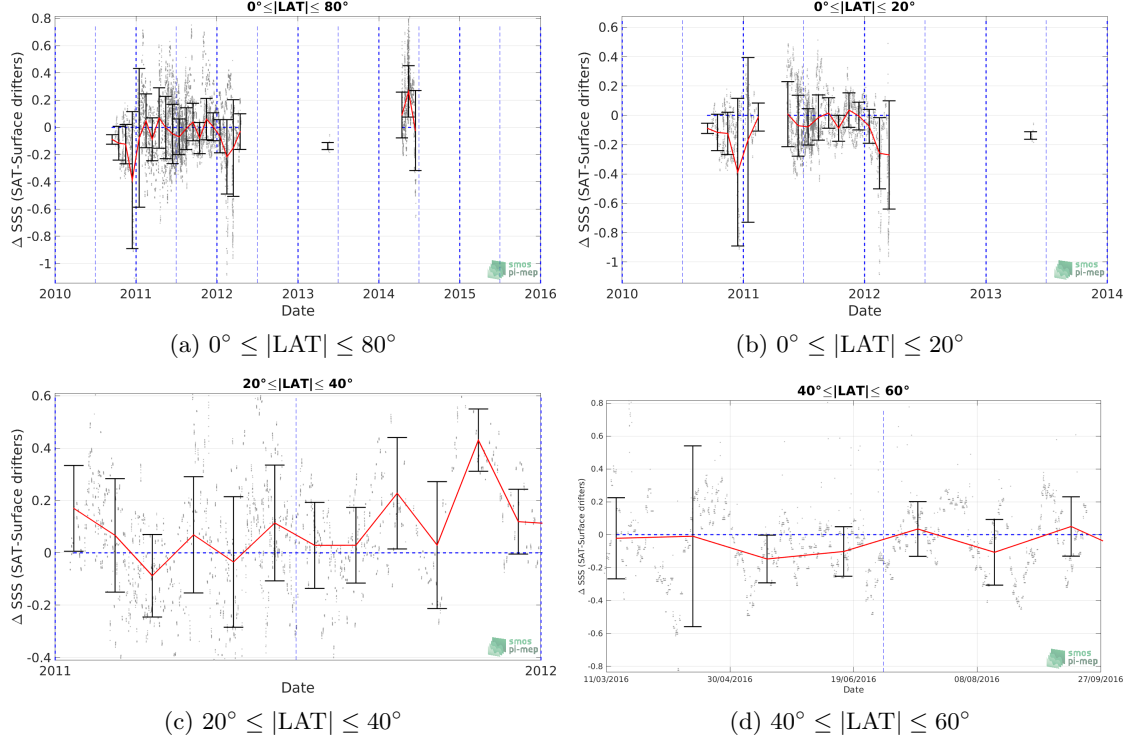 0°≤|LAT|≤ 80°
Δ SSS (SAT-Surface drifters)
0.8
0.6
0.4
0.2
0
-0.2
-0.4
-0.6
-0.8
-1
2010 2011 2012 2013 2014 2015 2016
Date
smos
pi-mep
(a) 0° ≤ |LAT| ≤ 80°
0°≤|LAT|≤ 20°
Δ SSS (SAT-Surface drifters)
0.6
0.4
0.2
0
-0.2
-0.4
-0.6
-0.8
-1
2010 2011 2012 2013 2014
Date
smos
pi-mep
(b) 0° ≤ |LAT| ≤ 20°
20°≤|LAT|≤ 40°
Δ SSS (SAT-Surface drifters)
0.6
0.4
0.2
0
-0.2
-0.4
2011 2012
Date
smos
pi-mep
(c) 20° ≤ |LAT| ≤ 40°
40°≤|LAT|≤ 60°
Δ SSS (SAT-Surface drifters)
0.8
0.6
0.4
0.2
0
-0.2
-0.4
-0.6
-0.8
11/03/2016 30/04/2016 19/06/2016 08/08/2016 27/09/2016
Date
smos
pi-mep
(d) 40° ≤ |LAT| ≤ 60°